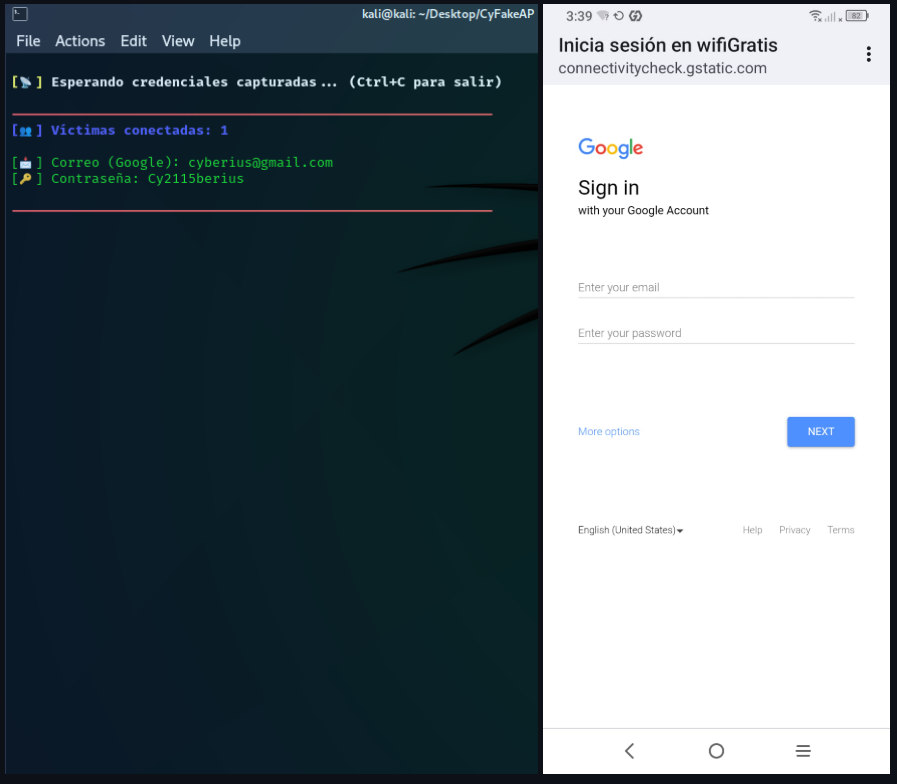 kali@kali: ~/Desktop/CyFakeAP
File Actions Edit View Help
[📡] Esperando credenciales capturadas... (Ctrl+C para salir)
[👥] Víctimas conectadas: 1
[📩] Correo (Google): cyberius@gmail.com
[🔑] Contraseña: Cy2115berius
3:39
82
Inicia sesión en wifiGratis
connectivitycheck.gstatic.com
Google
Sign in
with your Google Account
Enter your email
Enter your password
More options NEXT
English (United States) Help Privacy Terms